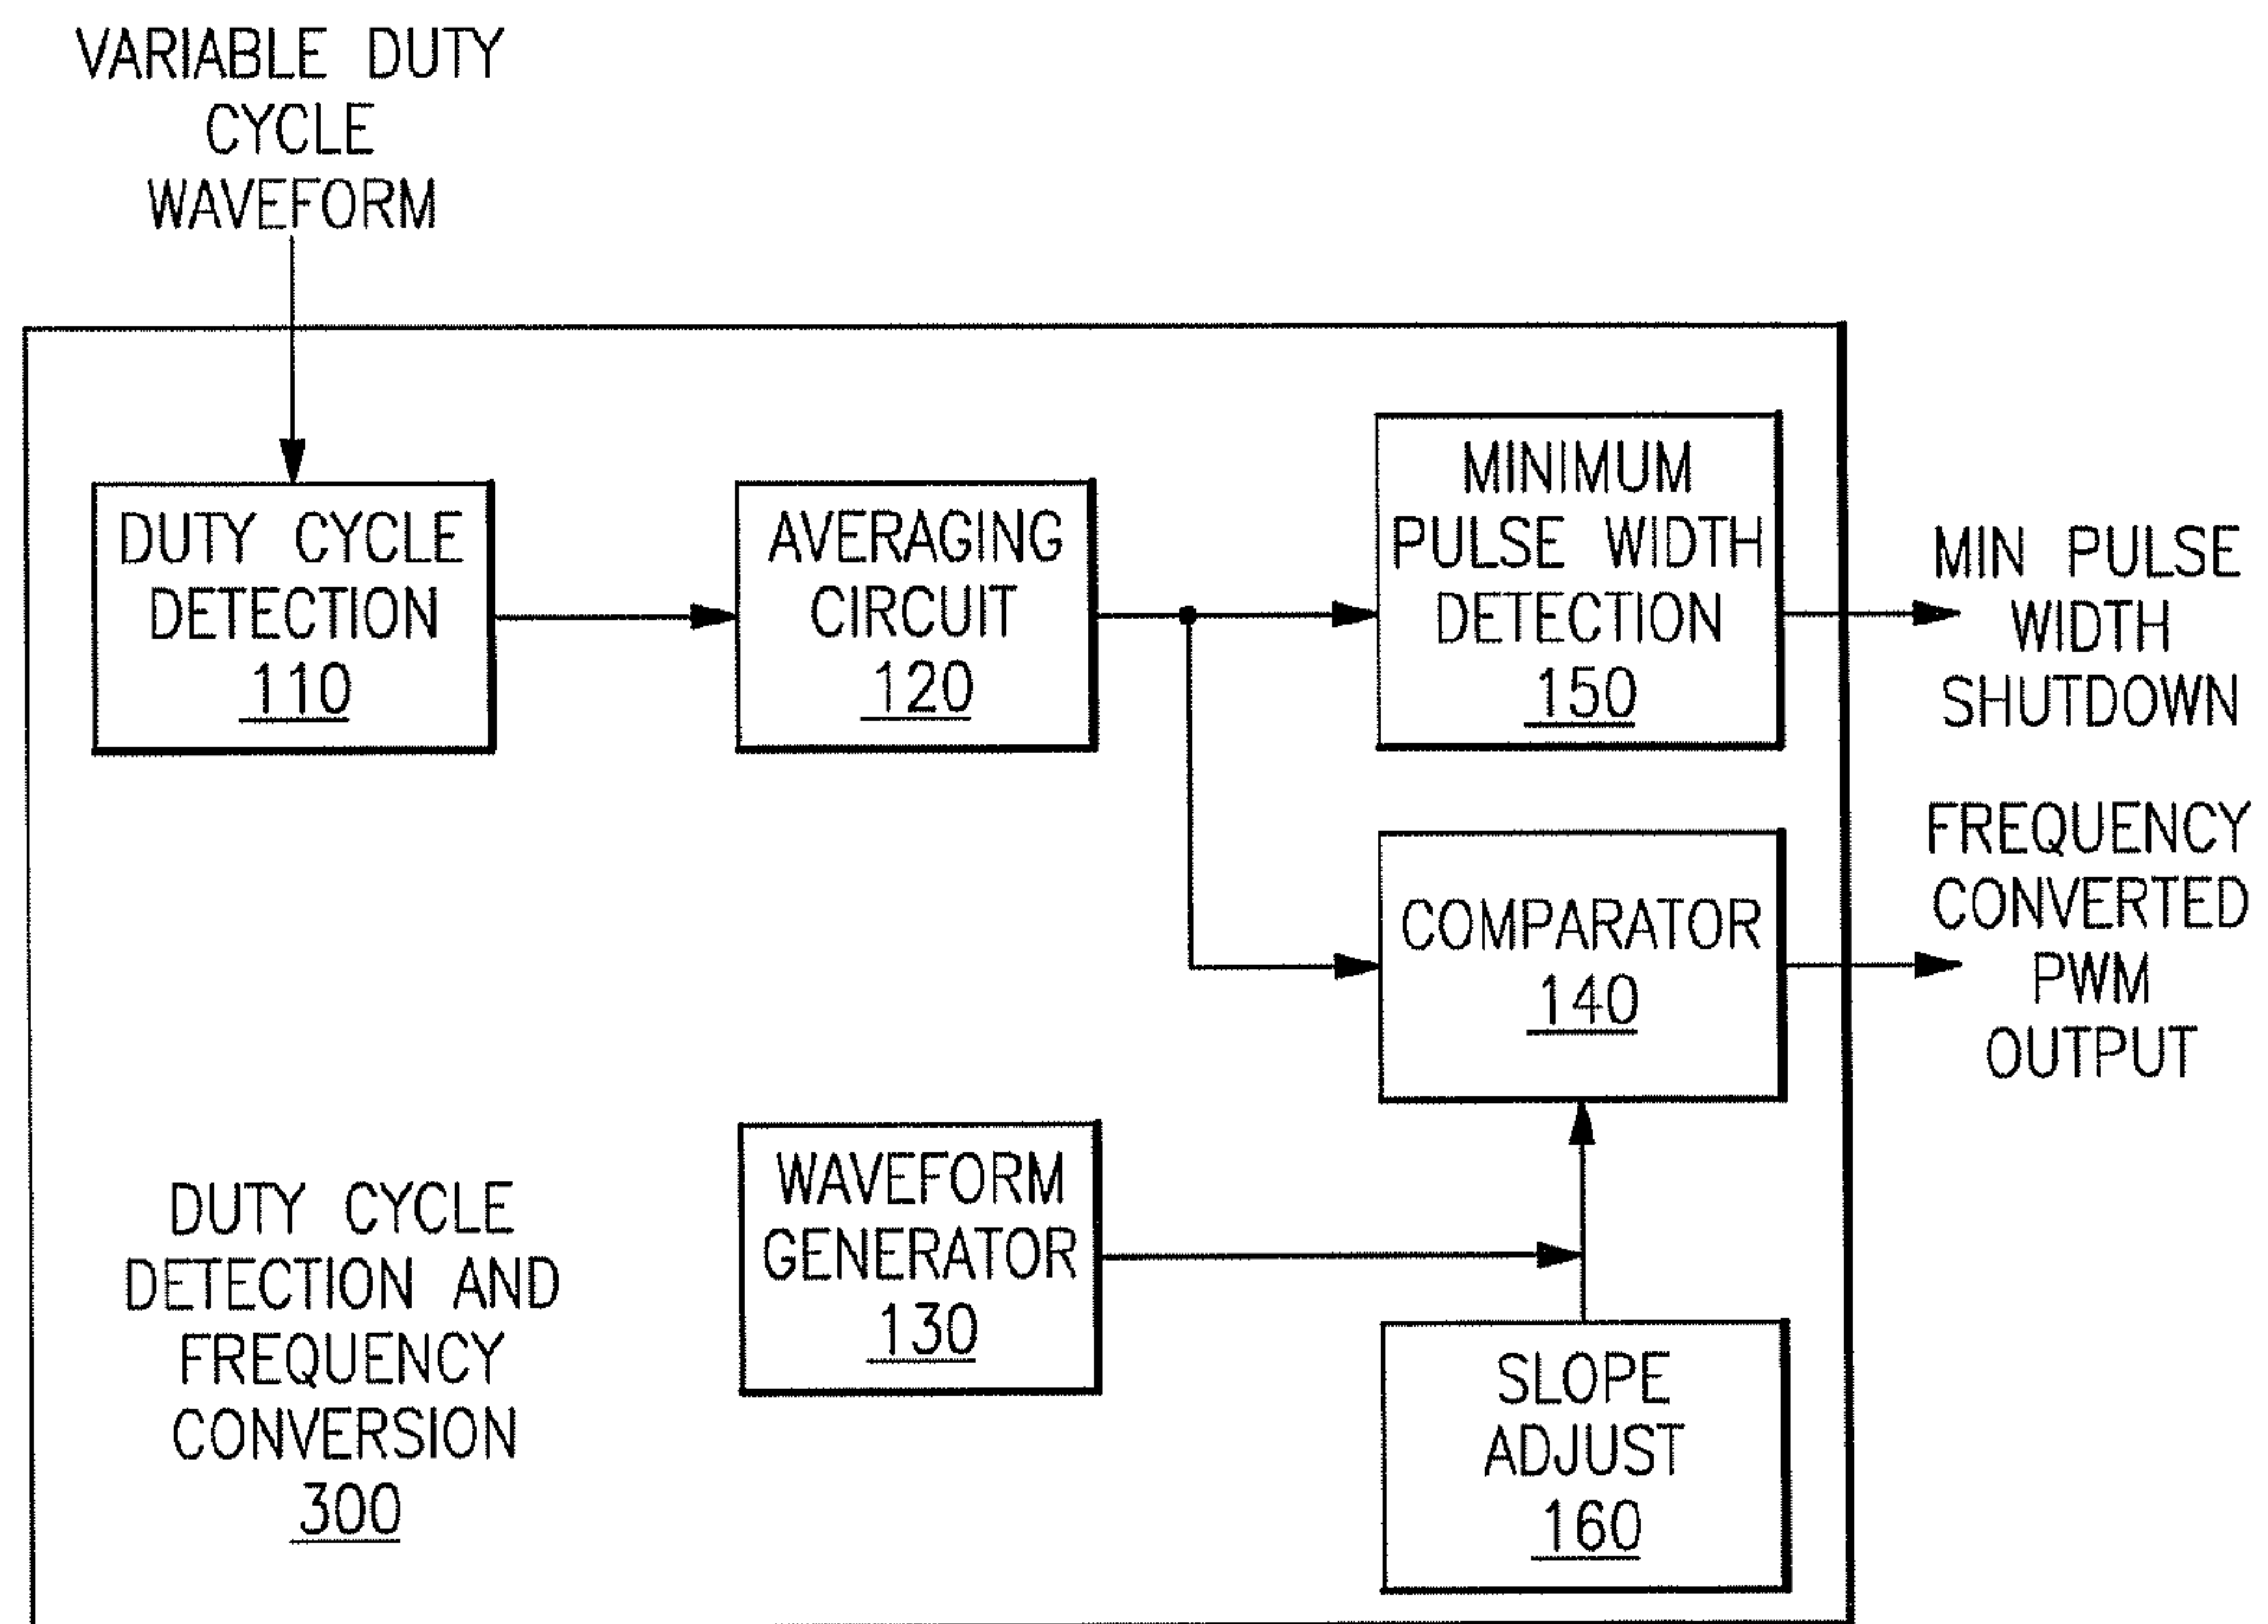 VARIABLE DUTY
CYCLE
WAVEFORM
DUTY CYCLE
DETECTION
110
AVERAGING
CIRCUIT
120
MINIMUM
PULSE WIDTH
DETECTION
150
MIN PULSE
WIDTH
SHUTDOWN
COMPARATOR
140
FREQUENCY
CONVERTED
PWM
OUTPUT
WAVEFORM
GENERATOR
130
SLOPE
ADJUST
160
DUTY CYCLE
DETECTION AND
FREQUENCY
CONVERSION
300